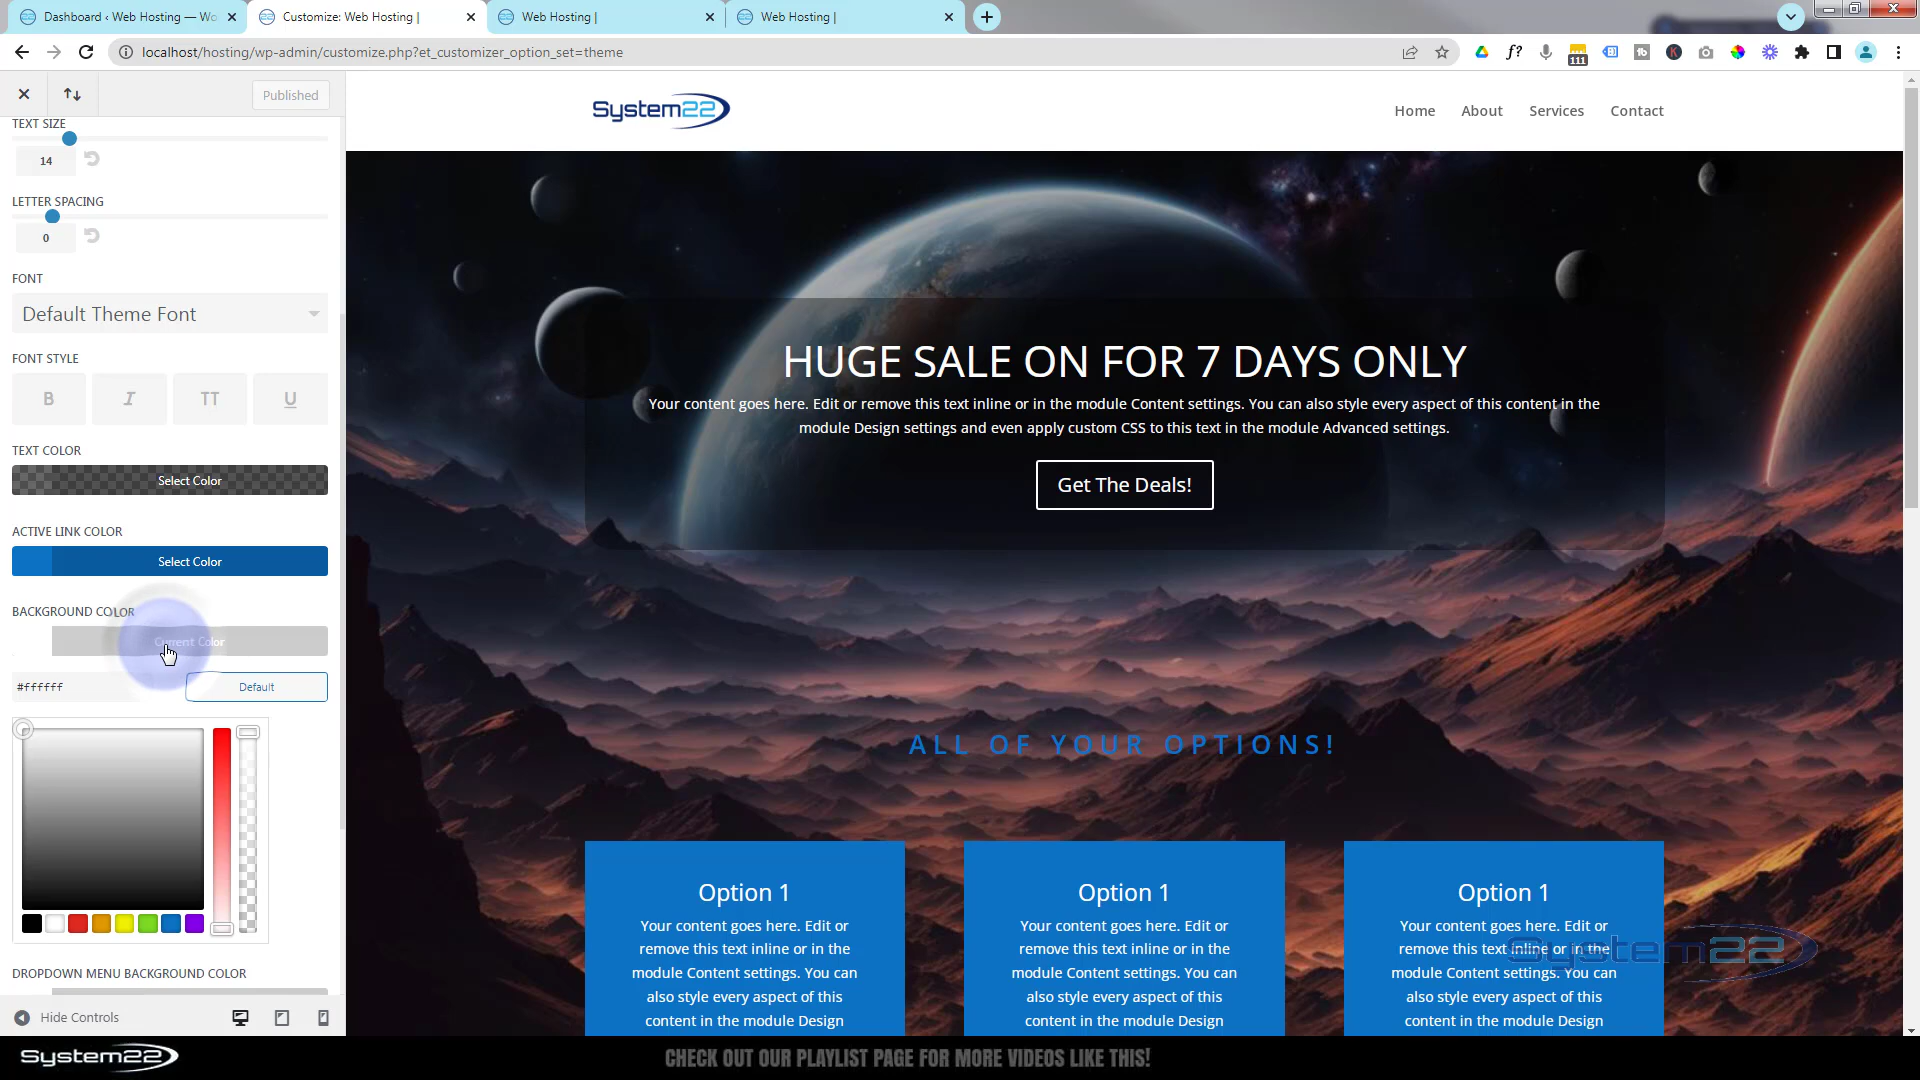 Dashboard ‹ Web Hosting — Wo
Customize: Web Hosting |
Web Hosting |
Web Hosting |
localhost/hosting/wp-admin/customize.php?et_customizer_option_set=theme
111
Published
TEXT SIZE
14
LETTER SPACING
0
FONT
Default Theme Font
FONT STYLE
B I TT U
TEXT COLOR
Select Color
ACTIVE LINK COLOR
Select Color
BACKGROUND COLOR
Current Color
#ffffff
Default
DROPDOWN MENU BACKGROUND COLOR
Hide Controls
System22
Home About Services Contact
HUGE SALE ON FOR 7 DAYS ONLY
Your content goes here. Edit or remove this text inline or in the module Content settings. You can also style every aspect of this content in the
module Design settings and even apply custom CSS to this text in the module Advanced settings.
Get The Deals!
ALL OF YOUR OPTIONS!
Option 1
Your content goes here. Edit or
remove this text inline or in the
module Content settings. You can
also style every aspect of this
content in the module Design
Option 1
Your content goes here. Edit or
remove this text inline or in the
module Content settings. You can
also style every aspect of this
content in the module Design
Option 1
Your content goes here. Edit or
remove this text inline or in the
module Content settings. You can
also style every aspect of this
content in the module Design
System22
System22
CHECK OUT OUR PLAYLIST PAGE FOR MORE VIDEOS LIKE THIS!